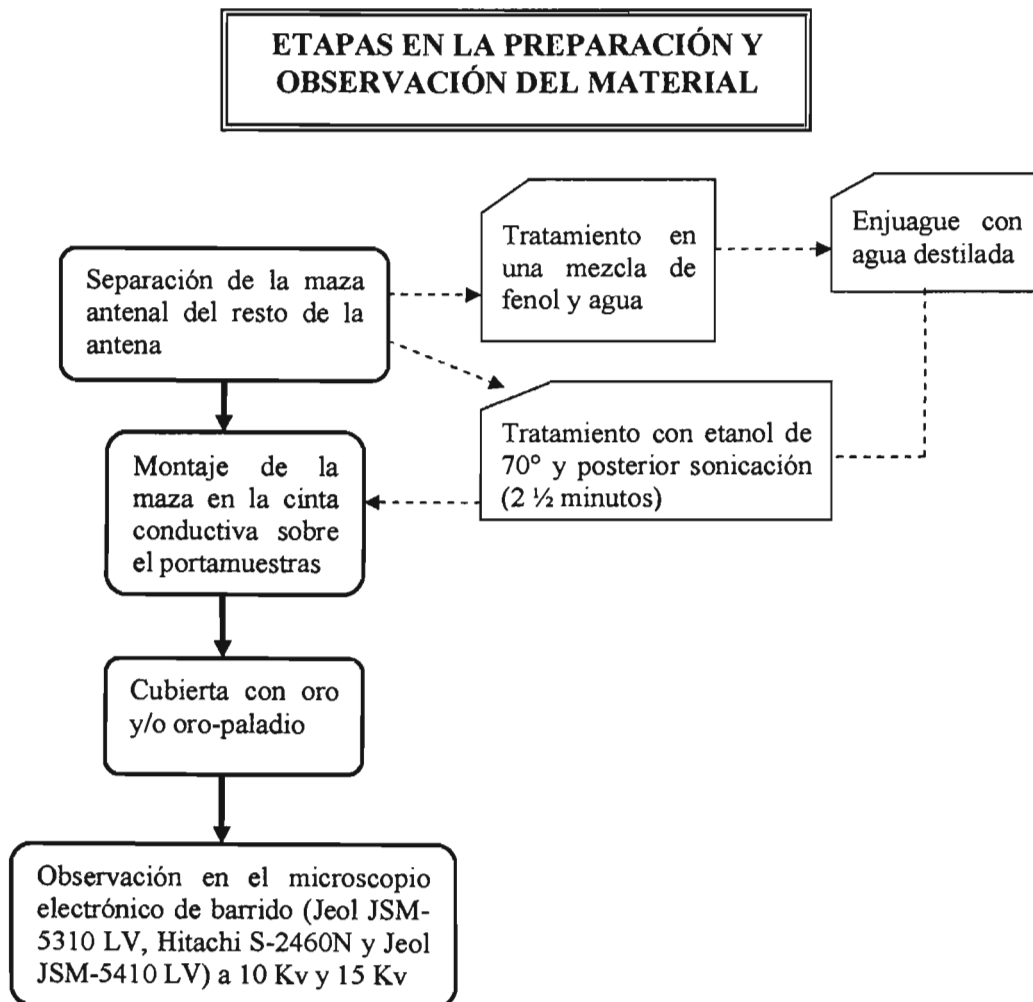 ETAPAS EN LA PREPARACIÓN Y
OBSERVACIÓN DEL MATERIAL
Separación de la maza
antenal del resto de la
antena
Tratamiento en
una mezcla de
fenol y agua
Enjuague con
agua destilada
Tratamiento con etanol de
70° y posterior sonicación
(2 ½ minutos)
Montaje de la
maza en la cinta
conductiva sobre
el portamuestras
Cubierta con oro
y/o oro-paladio
Observación en el microscopio
electrónico de barrido (Jeol JSM-
5310 LV, Hitachi S-2460N y Jeol
JSM-5410 LV) a 10 Kv y 15 Kv